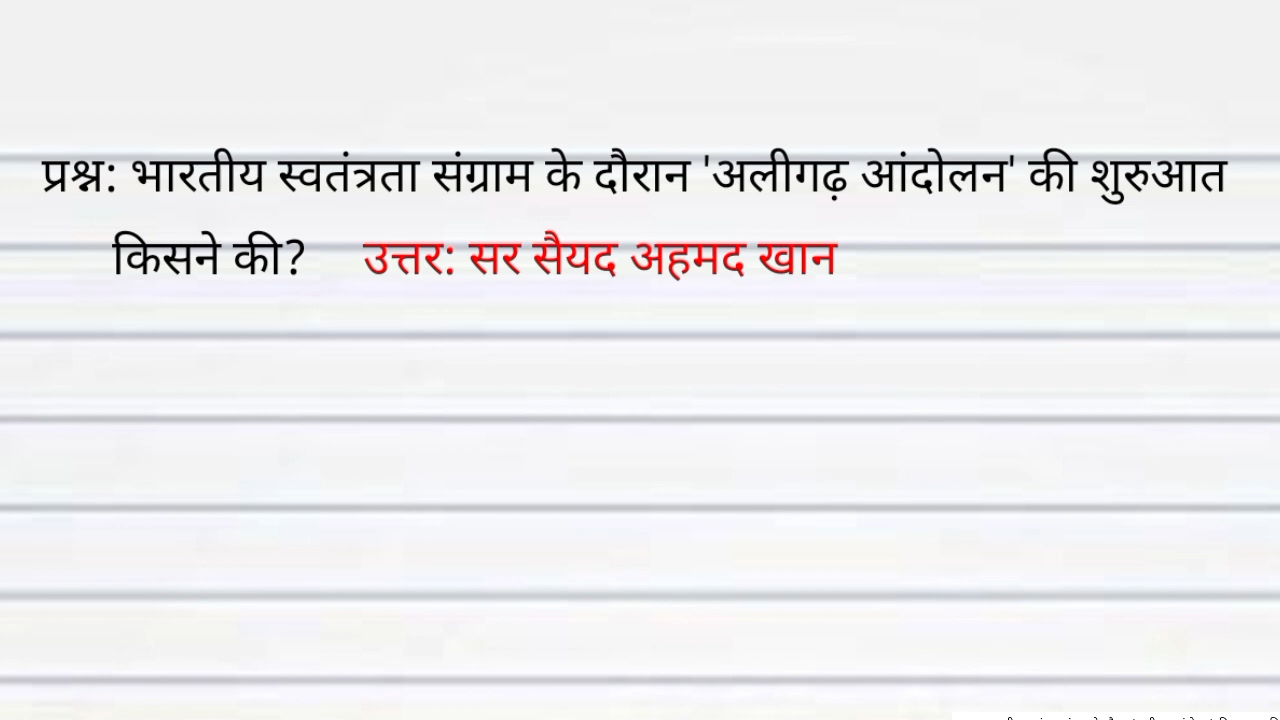 प्रश्न: भारतीय स्वतंत्रता संग्राम के दौरान 'अलीगढ़ आंदोलन' की शुरुआत
किसने की? उत्तर: सर सैयद अहमद खान